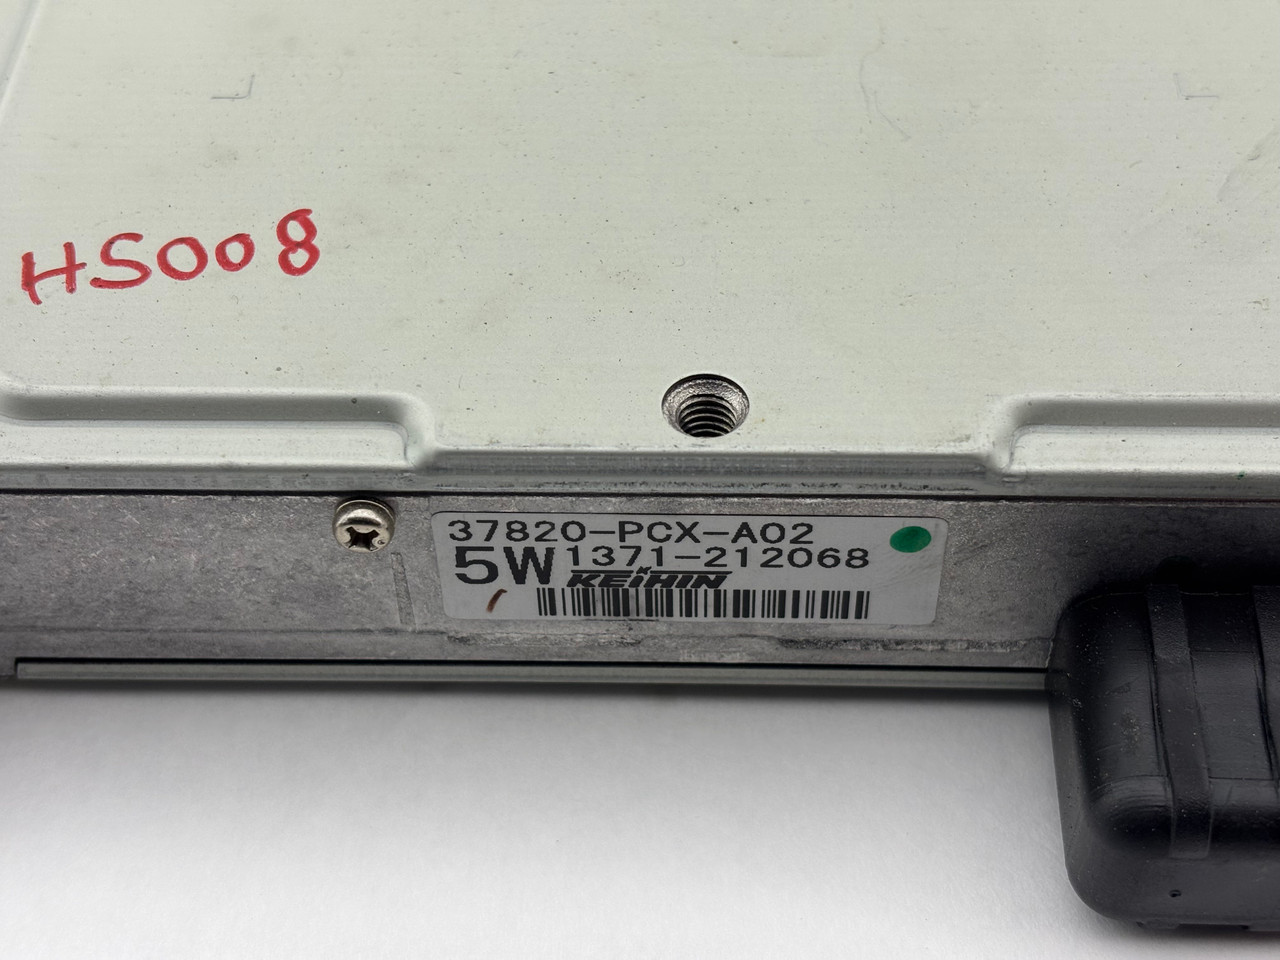 HS008
37820-PCX-A02
5W 1371-212068
KEIHIN